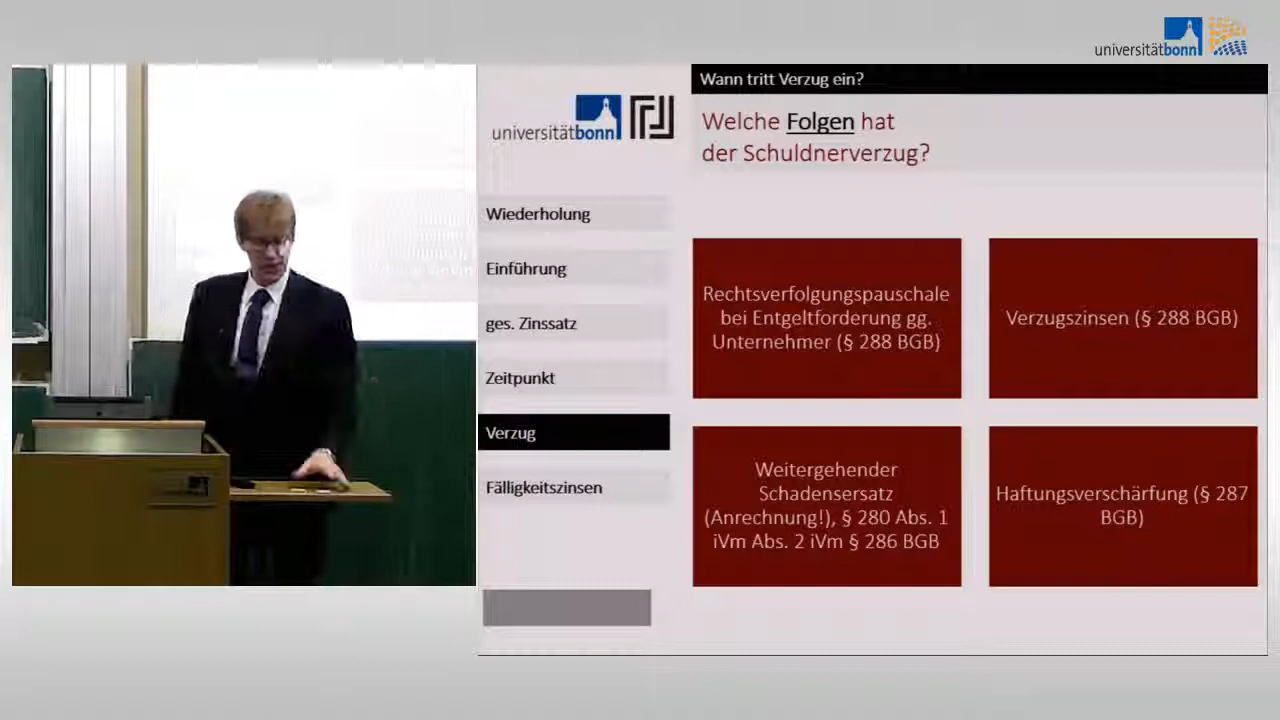 universitätbonn
Wann tritt Verzug ein?
universitätbonn
Welche Folgen hat
der Schuldnerverzug?
Wiederholung
Einführung
ges. Zinssatz
Zeitpunkt
Verzug
Fälligkeitszinsen
Rechtsverfolgungspauschale
bei Entgeltforderung gg.
Unternehmer (§ 288 BGB)
Verzugszinsen (§ 288 BGB)
Weitergehender
Schadensersatz
(Anrechnung!), § 280 Abs. 1
iVm Abs. 2 iVm § 286 BGB
Haftungsverschärfung (§ 287
BGB)